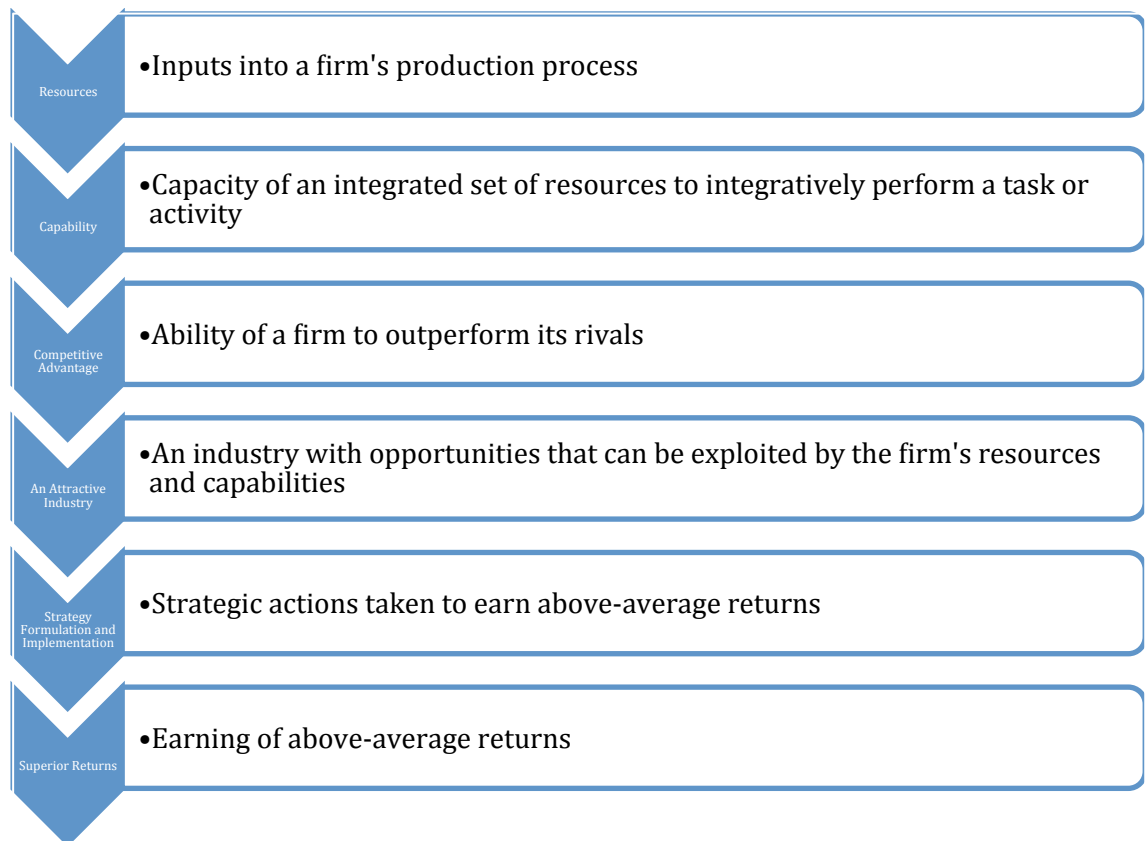 Resources
•Inputs into a firm's production process
Capability
•Capacity of an integrated set of resources to integratively perform a task or
activity
Competitive
Advantage
•Ability of a firm to outperform its rivals
An Attractive
Industry
•An industry with opportunities that can be exploited by the firm's resources
and capabilities
Strategy
Formulation and
Implementation
•Strategic actions taken to earn above-average returns
Superior Returns
•Earning of above-average returns